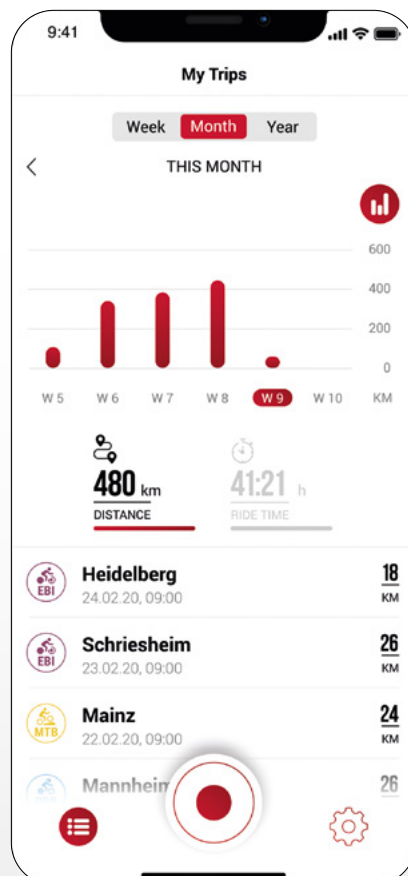 9:41
My Trips
Week Month Year
THIS MONTH
600
400
200
0
W 5 W 6 W 7 W 8 W 9 W 10 KM
480 km 41:21 h
DISTANCE RIDE TIME
EBI Heidelberg 18
24.02.20, 09:00 KM
EBI Schriesheim 26
23.02.20, 09:00 KM
MTB Mainz 24
22.02.20, 09:00 KM
Mannheim 26